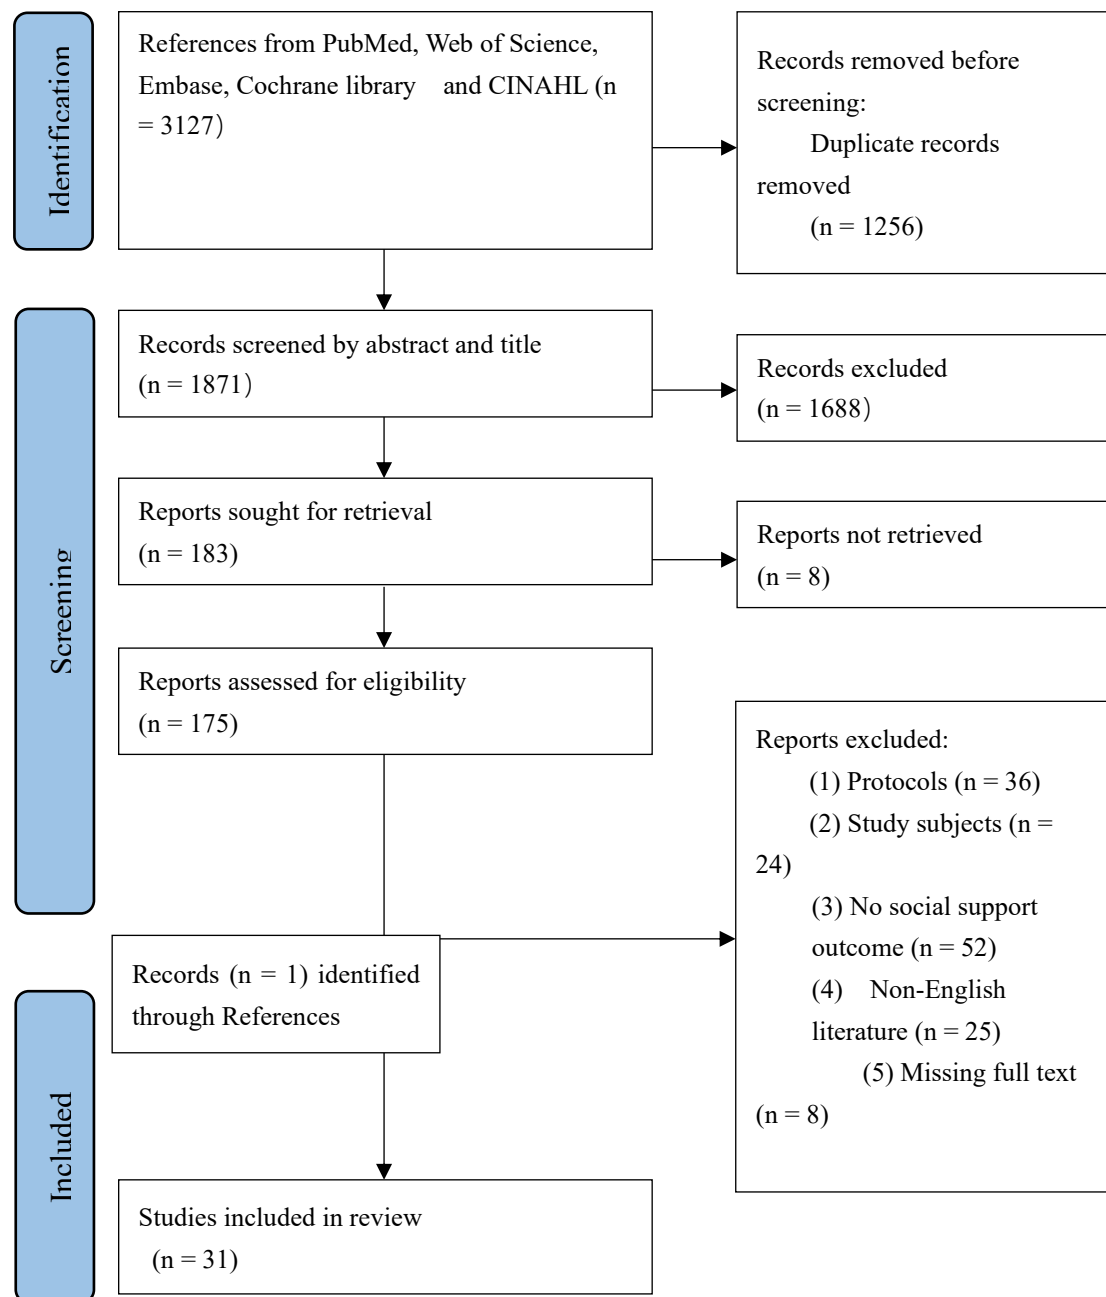 Identification
References from PubMed, Web of Science,
Embase, Cochrane library and CINAHL (n
= 3127)
Records removed before
screening:
Duplicate records
removed
(n = 1256)
Screening
Records screened by abstract and title
(n = 1871)
Records excluded
(n = 1688)
Reports sought for retrieval
(n = 183)
Reports not retrieved
(n = 8)
Reports assessed for eligibility
(n = 175)
Reports excluded:
(1) Protocols (n = 36)
(2) Study subjects (n =
24)
(3) No social support
outcome (n = 52)
(4) Non-English
literature (n = 25)
(5) Missing full text
(n = 8)
Records (n = 1) identified
through References
Included
Studies included in review
(n = 31)